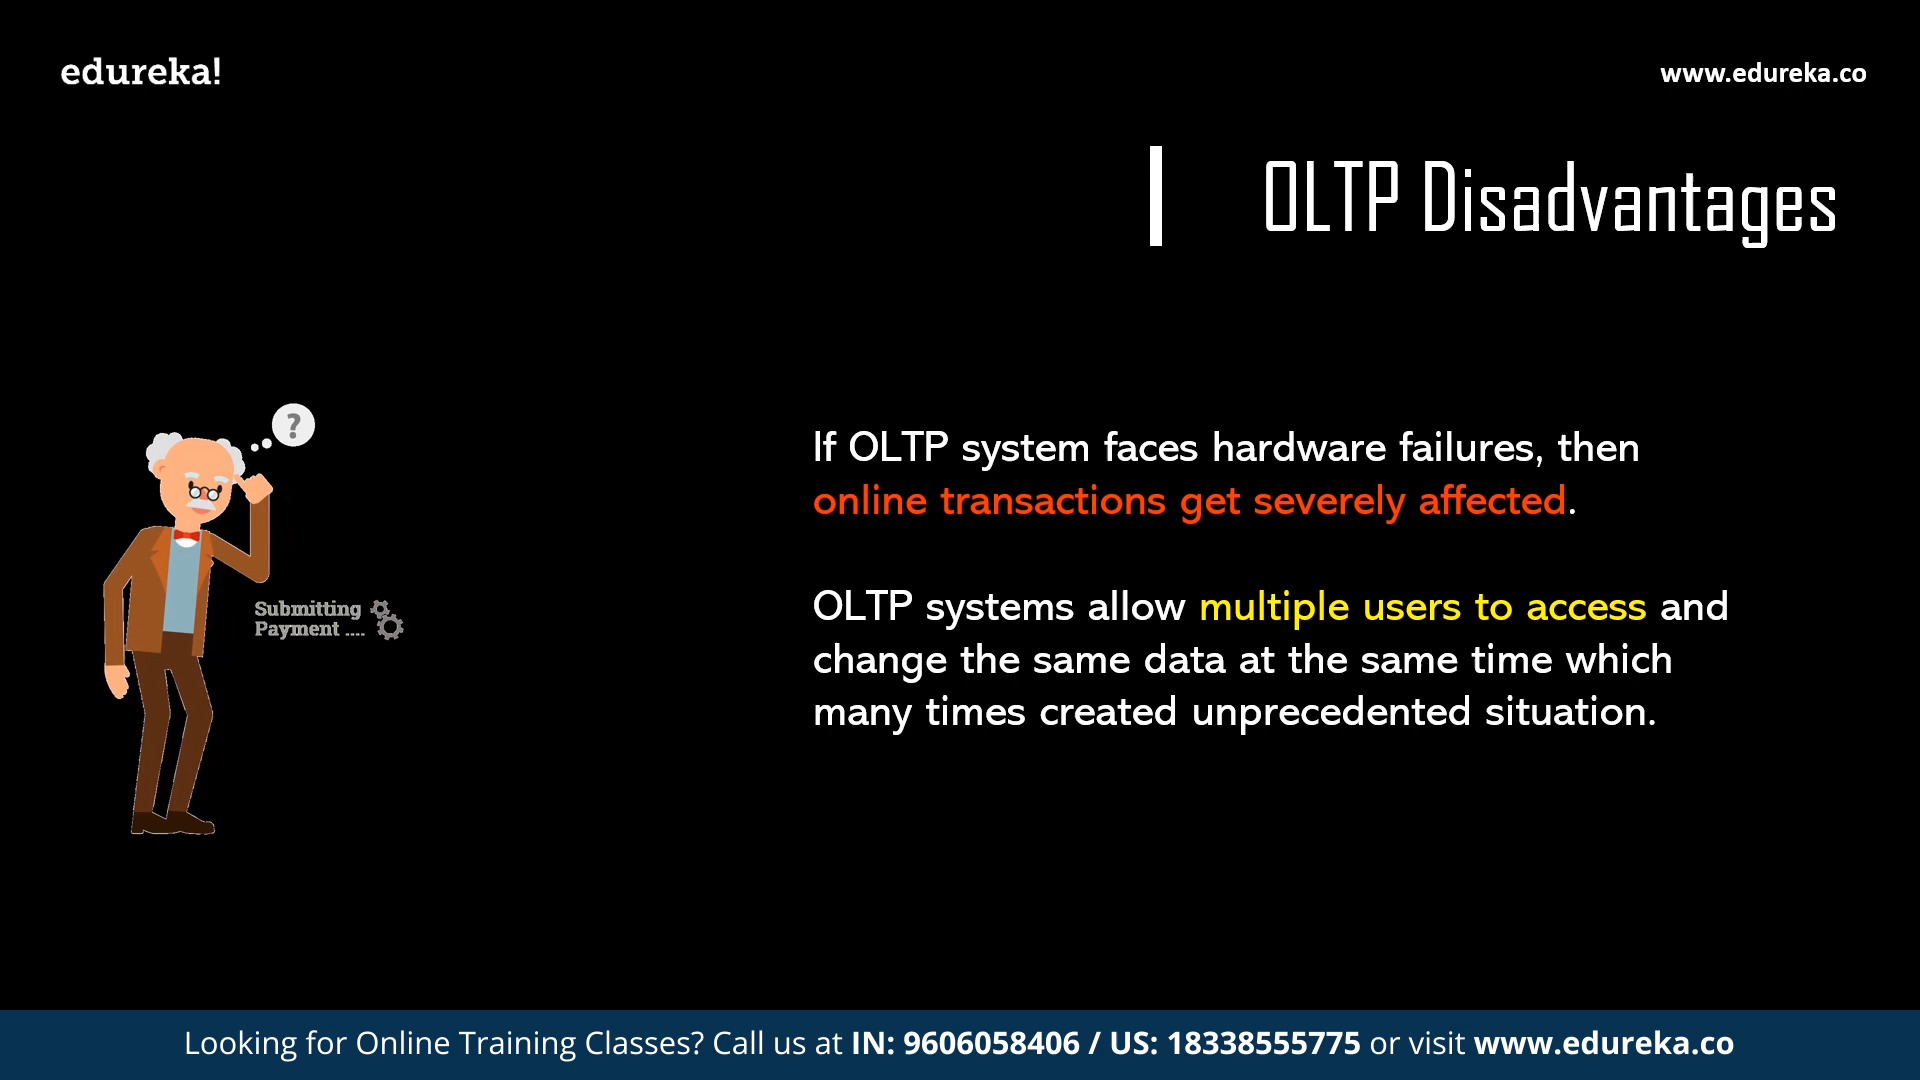 edureka!
www.edureka.co
OLTP Disadvantages
?
If OLTP system faces hardware failures, then
online transactions get severely affected.
OLTP systems allow multiple users to access and
change the same data at the same time which
many times created unprecedented situation.
Submitting
Payment ....
Looking for Online Training Classes? Call us at IN: 9606058406 / US: 18338555775 or visit www.edureka.co